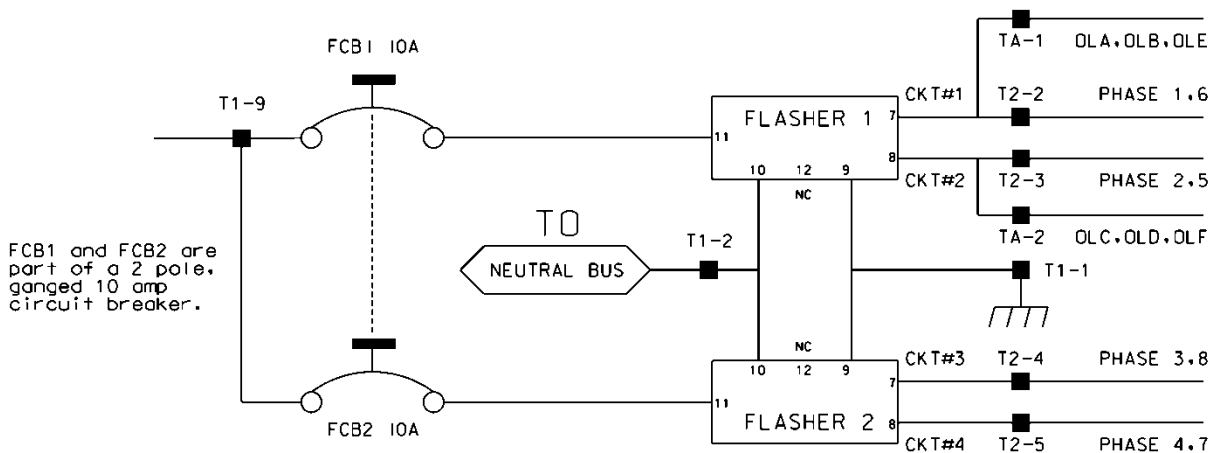 FCB1 10A
T1-9
TA-1 OLA.OLB.OLE
CKT#1 T2-2 PHASE 1.6
FLASHER 1
11
7
8
10 12 9
NC
CKT#2 T2-3 PHASE 2.5
TA-2 OLC.OLD.OLF
TO
NEUTRAL BUS
T1-2
T1-1
FCB1 and FCB2 are
part of a 2 pole.
ganged 10 amp
circuit breaker.
NC
10 12 9
CKT#3 T2-4 PHASE 3.8
7
11
FLASHER 2
8
FCB2 10A
CKT#4 T2-5 PHASE 4.7